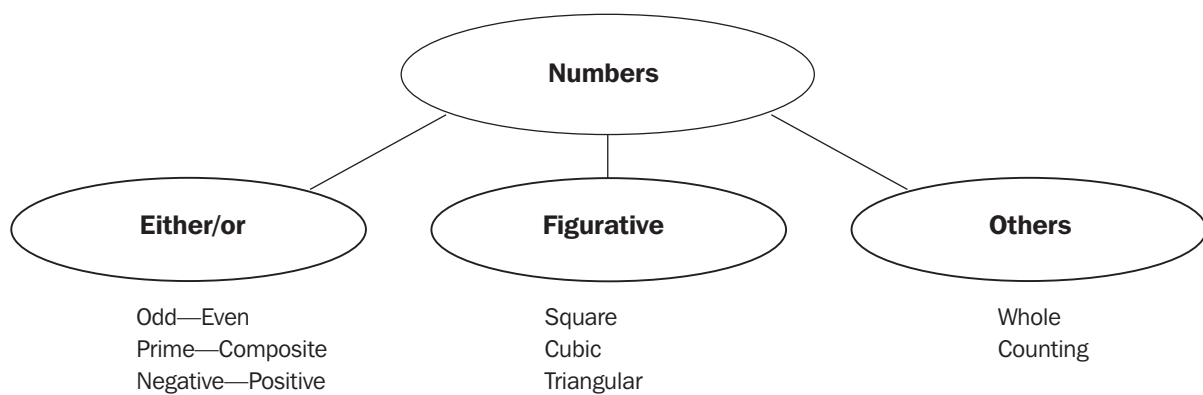 Numbers
Either/or
Figurative
Others
Odd—Even
Prime—Composite
Negative—Positive
Square
Cubic
Triangular
Whole
Counting